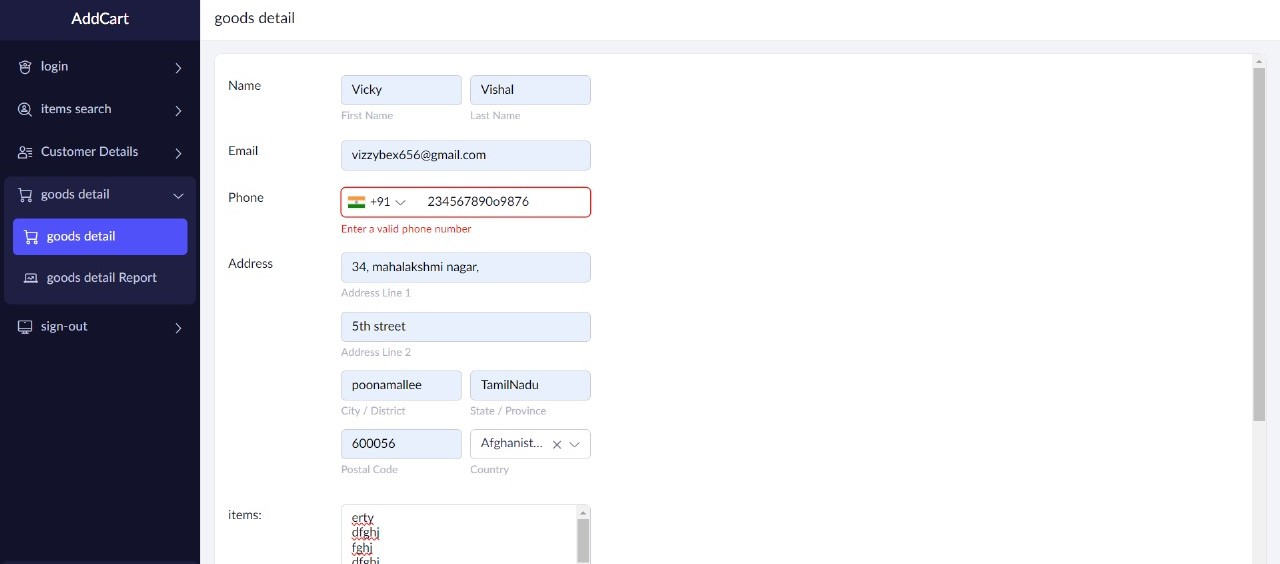 AddCart
goods detail
login
items search
Customer Details
goods detail
goods detail
goods detail Report
sign-out
Name
Vicky Vishal
First Name Last Name
Email
vizzybex656@gmail.com
Phone
+91 234567890o9876
Enter a valid phone number
Address
34, mahalakshmi nagar,
Address Line 1
5th street
Address Line 2
poonamallee TamilNadu
City / District State / Province
600056 Afghanist...
Postal Code Country
items:
erty
dfghj
fghj
dfghj